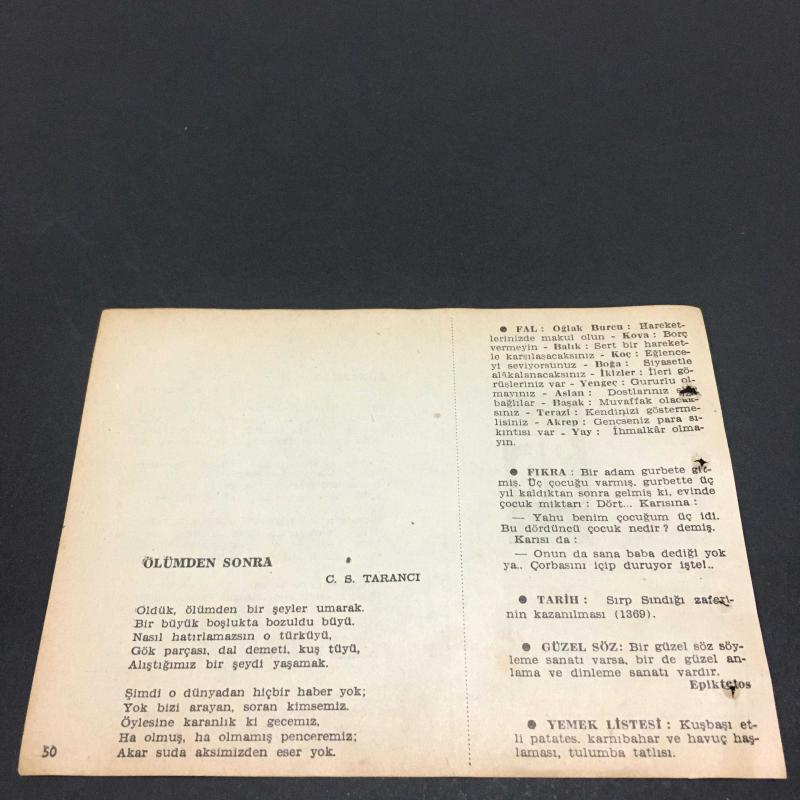 ÖLÜMDEN SONRA
C. S. TARANCI
Öldük, ölümden bir şeyler umarak.
Bir büyük boşlukta bozuldu büyü.
Nasıl hatırlamazsın o türküyü,
Gök parçası, dal demeti, kuş tüyü,
Alıştığımız bir şeydi yaşamak.
Şimdi o dünyadan hiçbir haber yok;
Yok bizi arayan, soran kimsemiz.
Öylesine karanlık ki gecemiz,
Ha olmuş, ha olmamış penceremiz;
Akar suda aksimizden eser yok.
50
● FAL : Oğlak Burcu : Hareket-
lerinizde makul olun - Kova : Borç
vermeyin - Balık : Sert bir hareket-
le karşılaşacaksınız - Koç : Eğlence-
yi seviyorsunuz - Boğa : Siyasetle
alâkalanacaksınız - İkizler : İleri gö-
rüşleriniz var - Yengeç : Gururlu ol-
mayınız - Aslan : Dostlarınız
bağlılar - Başak : Muvaffak olacak-
sınız - Terazi : Kendinizi gösterme-
lisiniz - Akrep : Gençseniz para sı-
kıntısı var - Yay : İhmalkâr olma-
yın.
● FIKRA : Bir adam gurbete git-
miş. Üç çocuğu varmış, gurbette üç
yıl kaldıktan sonra gelmiş ki, evinde
çocuk miktarı : Dört... Karısına :
— Yahu benim çocuğum üç idi.
Bu dördüncü çocuk nedir? demiş.
Karısı da :
— Onun da sana baba dediği yok
ya.. Çorbasını içip duruyor işte!..
● TARİH : Sırp Sındığı zaferi-
nin kazanılması (1369).
● GÜZEL SÖZ: Bir güzel söz söy-
leme sanatı varsa, bir de güzel an-
lama ve dinleme sanatı vardır.
Epiktetos
● YEMEK LİSTESİ : Kuşbaşı et-
li patates, karnıbahar ve havuç haş-
laması, tulumba tatlısı.